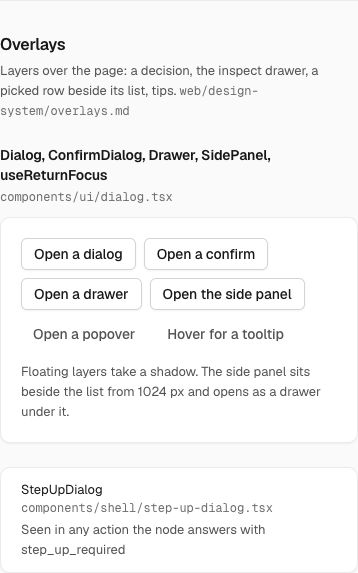 Overlays
Layers over the page: a decision, the inspect drawer, a
picked row beside its list, tips. web/design-
system/overlays.md
Dialog, ConfirmDialog, Drawer, SidePanel,
useReturnFocus
components/ui/dialog.tsx
Open a dialog
Open a confirm
Open a drawer
Open the side panel
Open a popover
Hover for a tooltip
Floating layers take a shadow. The side panel sits
beside the list from 1024 px and opens as a drawer
under it.
StepUpDialog
components/shell/step-up-dialog.tsx
Seen in any action the node answers with
step_up_required